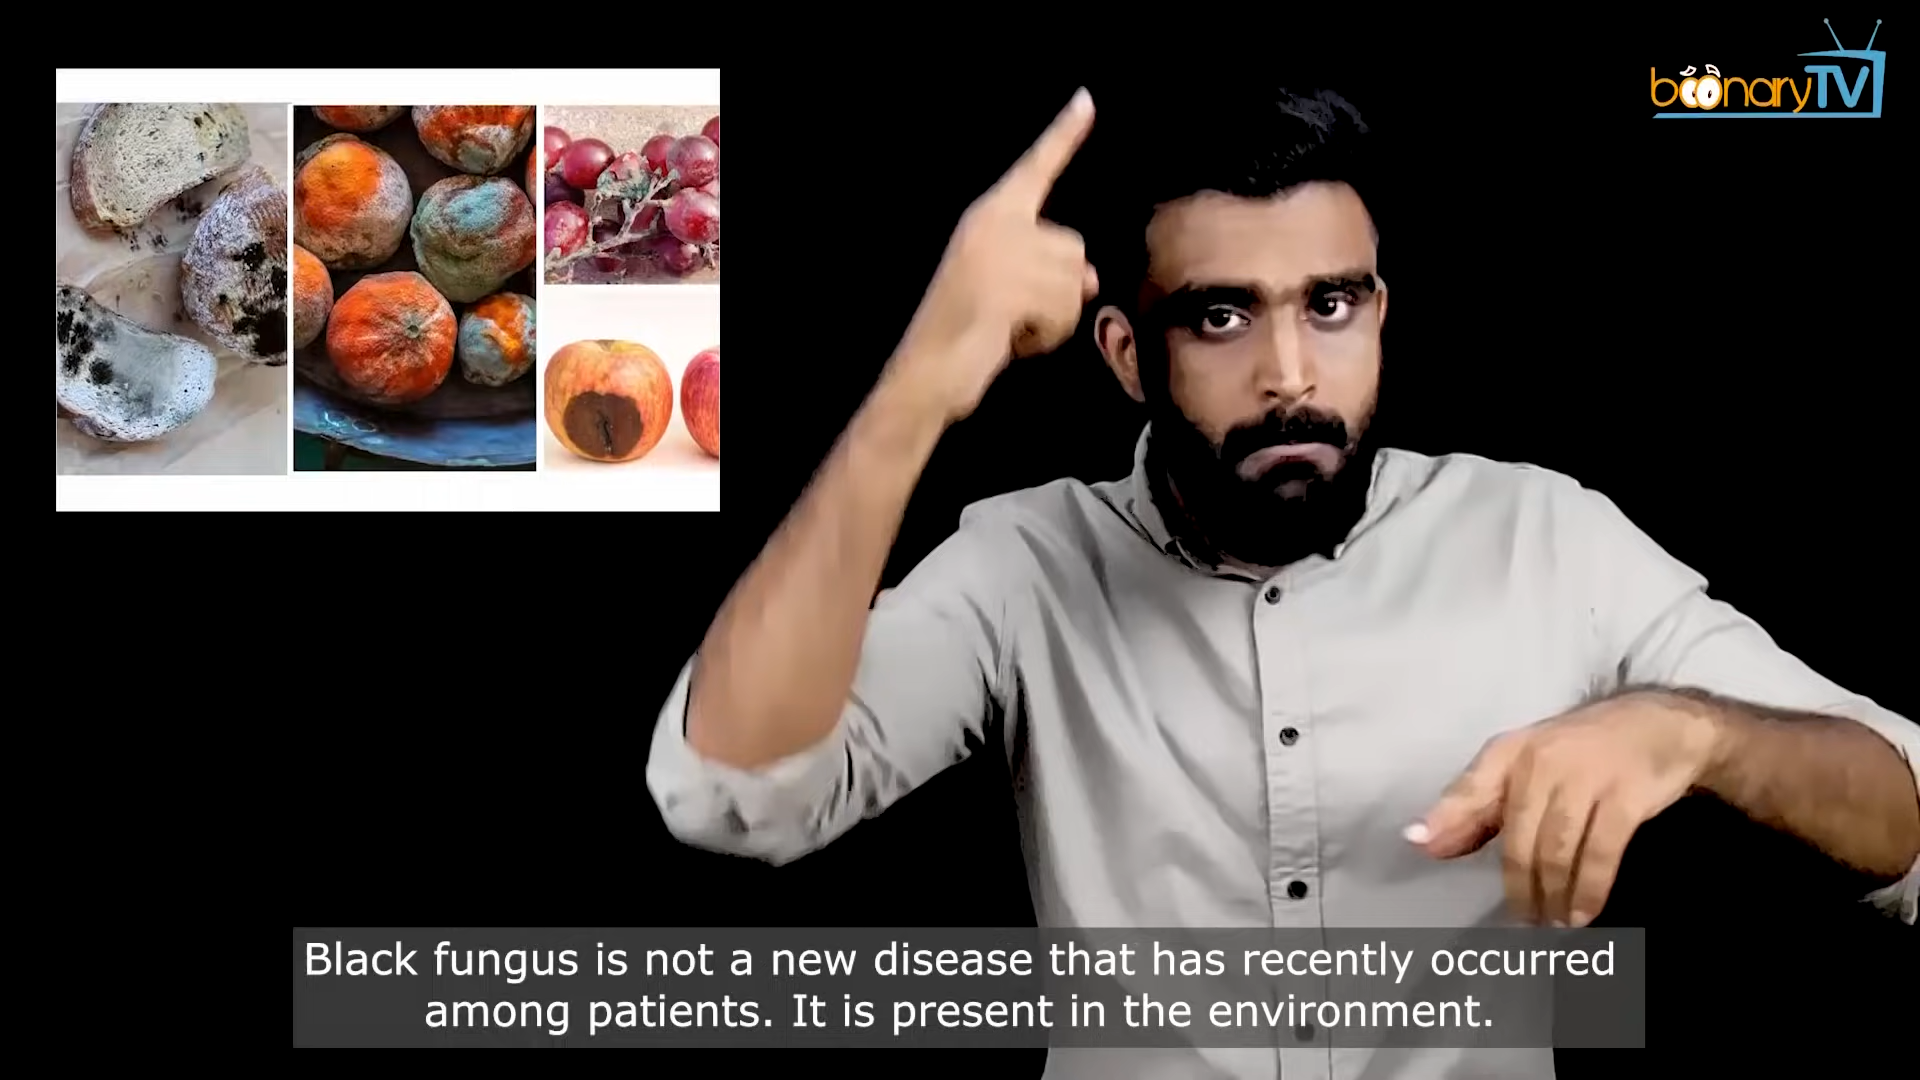 boonaryTV
Black fungus is not a new disease that has recently occurred
among patients. It is present in the environment.